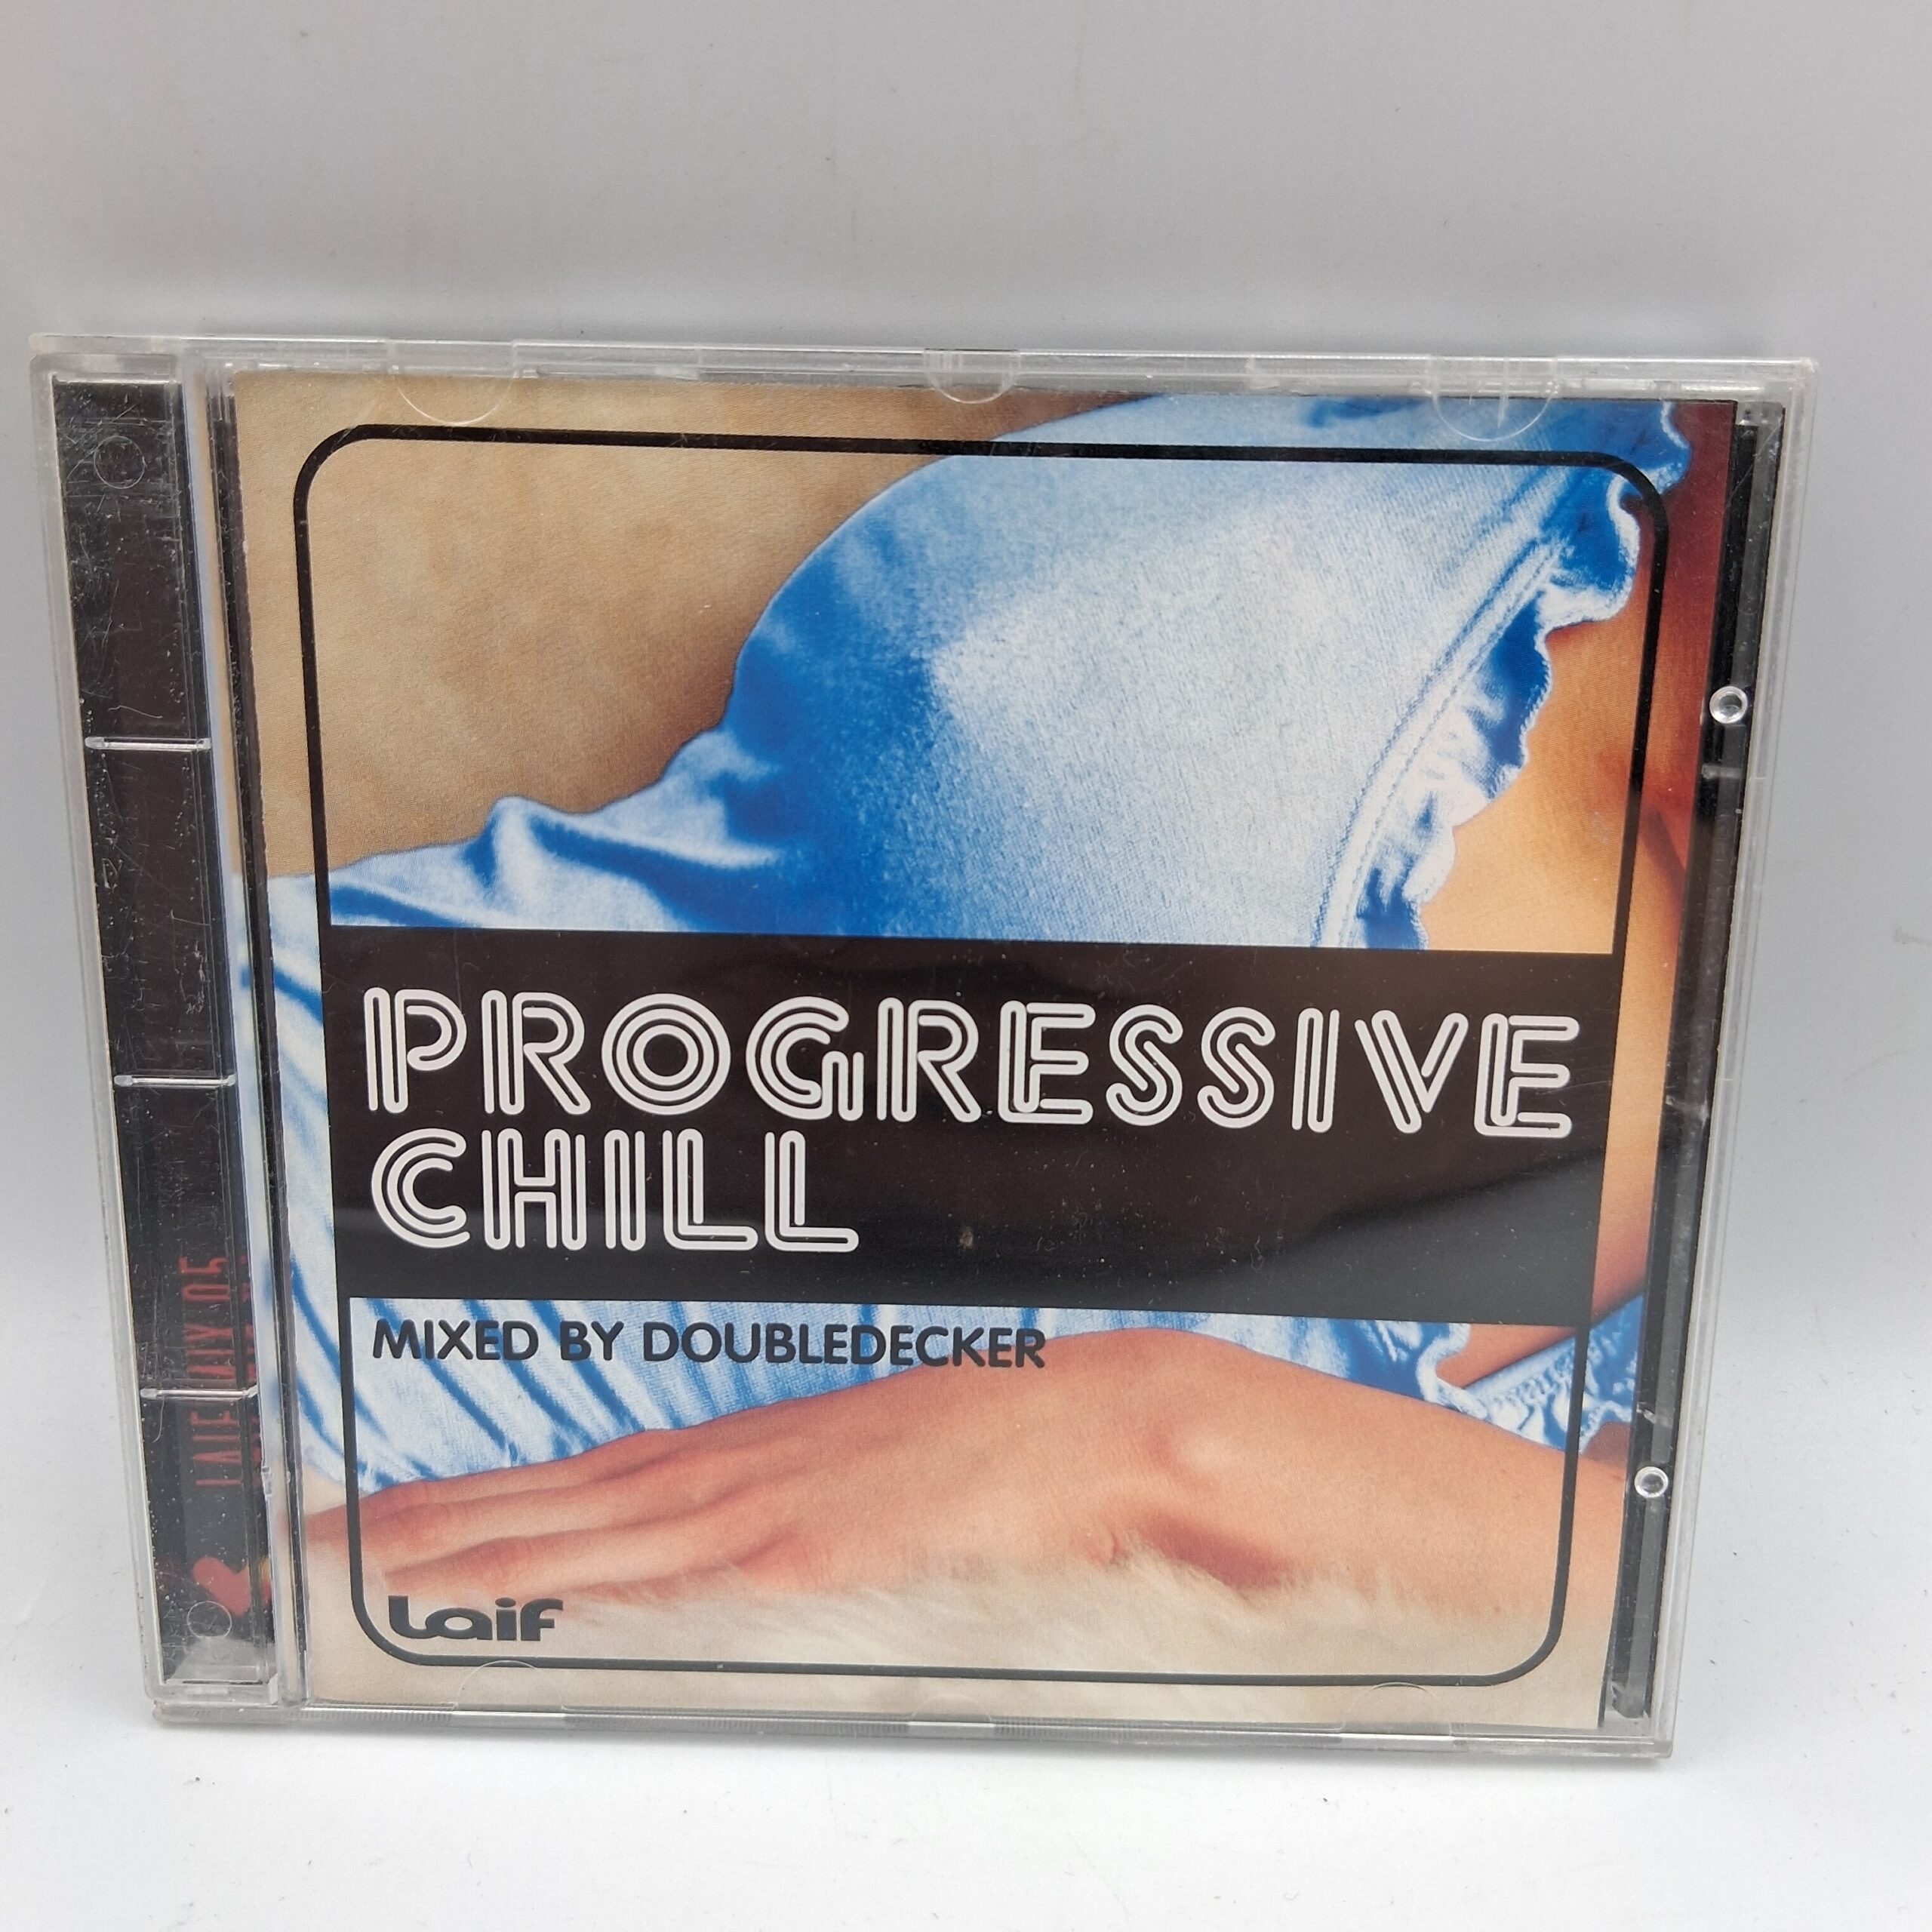 PROGRESSIVE
CHILL
MIXED BY DOUBLEDECKER
Laif